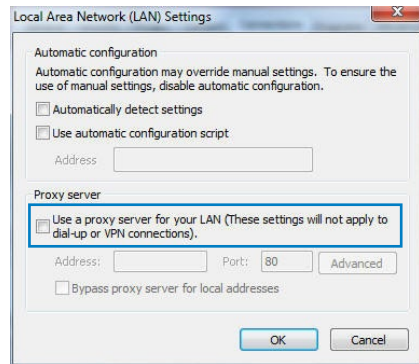 Local Area Network (LAN) Settings
Automatic configuration
Automatic configuration may override manual settings. To ensure the
use of manual settings, disable automatic configuration.
Automatically detect settings
Use automatic configuration script
Address
Proxy server
Use a proxy server for your LAN (These settings will not apply to
dial-up or VPN connections).
Address:
Port: 80 Advanced
Bypass proxy server for local addresses
OK Cancel